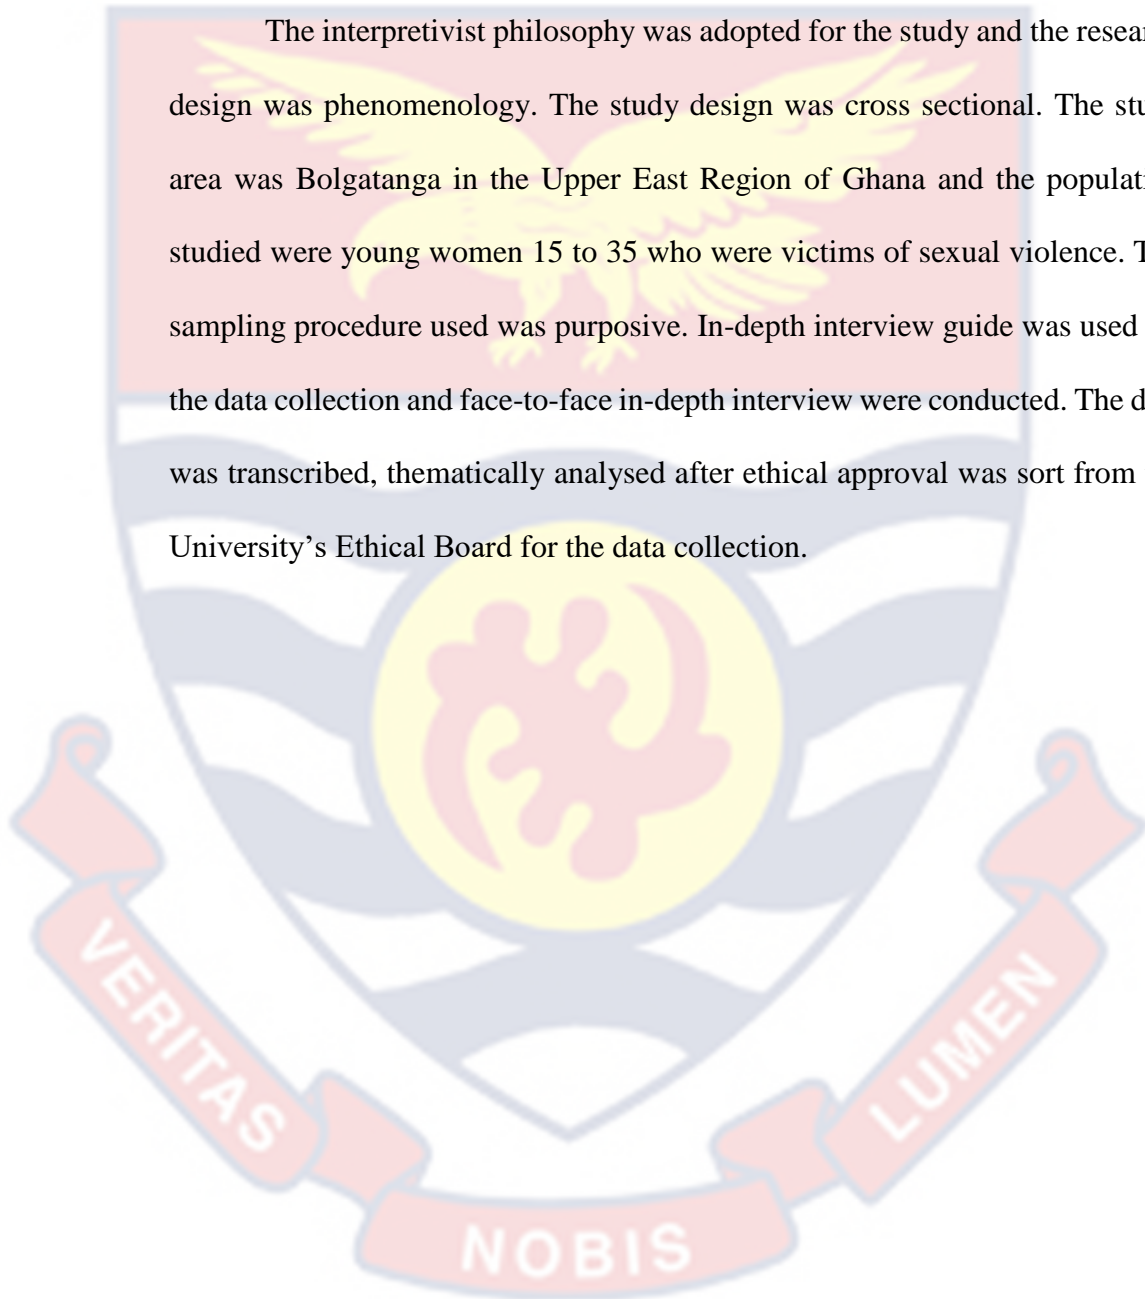 The interpretivist philosophy was adopted for the study and the resear
design was phenomenology. The study design was cross sectional. The stu
area was Bolgatanga in the Upper East Region of Ghana and the populati
studied were young women 15 to 35 who were victims of sexual violence. T
sampling procedure used was purposive. In-depth interview guide was used
the data collection and face-to-face in-depth interview were conducted. The d
was transcribed, thematically analysed after ethical approval was sort from
University’s Ethical Board for the data collection.
VERITAS
NOBIS
LUMEN